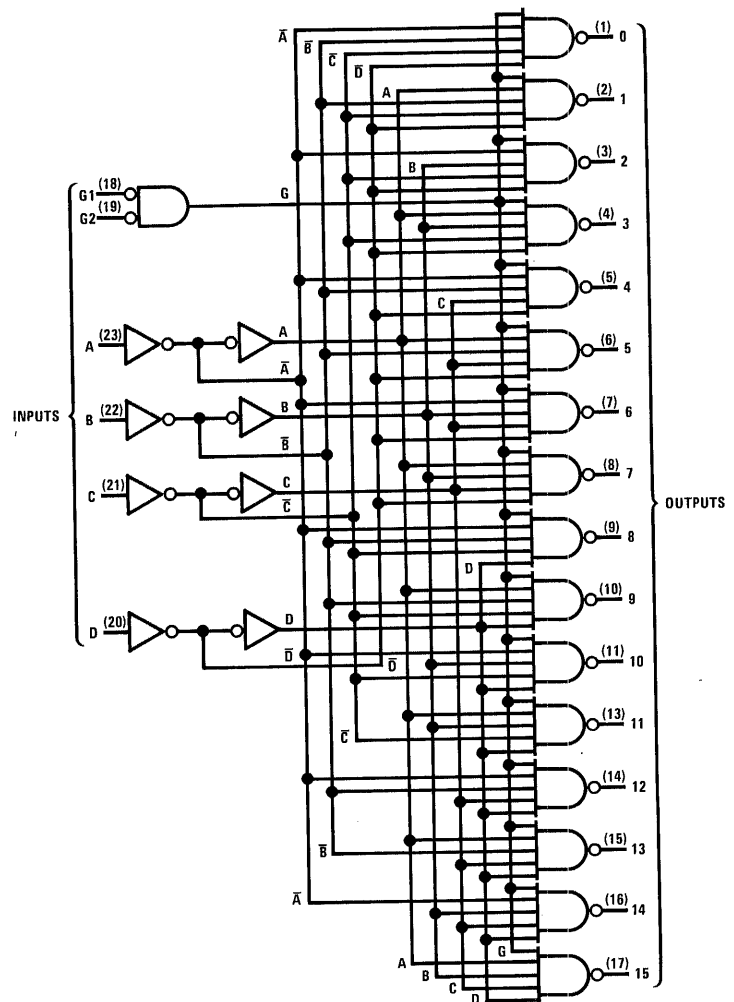 A̅
(1) 0
B̅
C̅
D̅
A
(2) 1
(3) 2
B
G1 (18)
G
G2 (19)
(4) 3
(5) 4
C
A (23)
A
(6) 5
A̅
B (22)
B
(7) 6
INPUTS
B̅
C (21)
C
(8) 7
C̅
OUTPUTS
(9) 8
D
(10) 9
D (20)
D
D̅
D̅
(11) 10
(13) 11
C̅
(14) 12
(15) 13
B̅
A̅
(16) 14
G
A
(17) 15
B
C
D